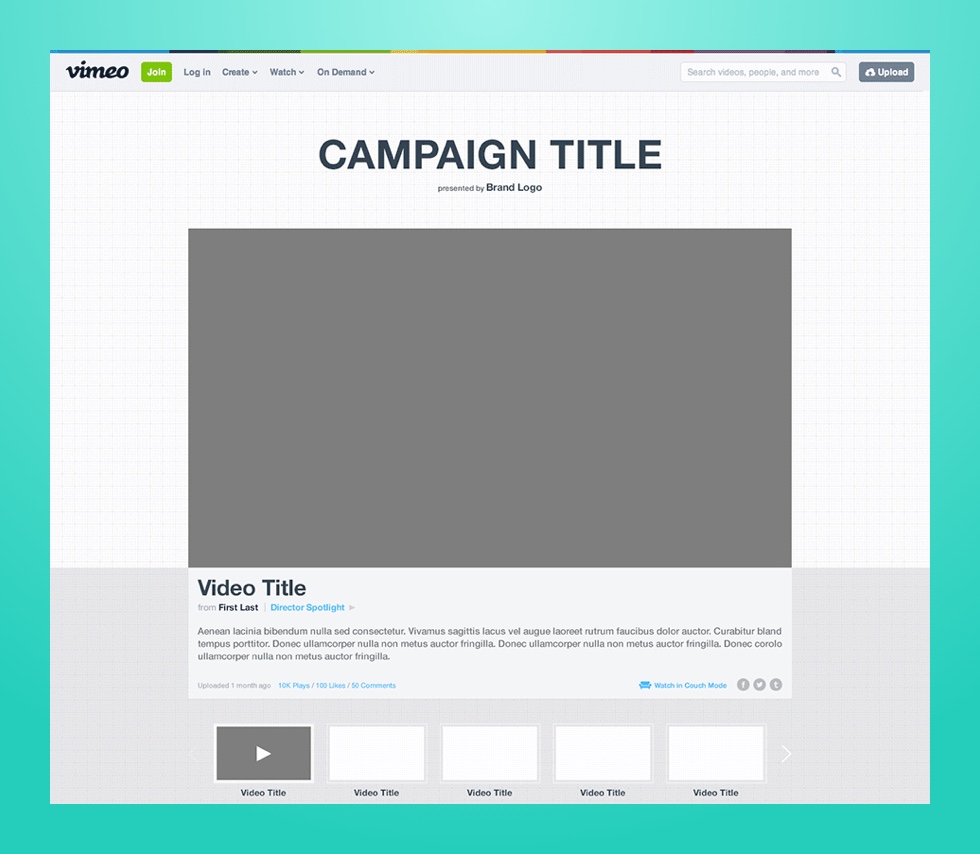 vimeo
Join
Log in
Create
Watch
On Demand
Search videos, people, and more
Upload
CAMPAIGN TITLE
presented by Brand Logo
Video Title
from First Last | Director Spotlight
Aenean lacinia bibendum nulla sed consectetur. Vivamus sagittis lacus vel augue laoreet rutrum faucibus dolor auctor. Curabitur bland
tempus porttitor. Donec ullamcorper nulla non metus auctor fringilla. Donec ullamcorper nulla non metus auctor fringilla. Donec corolo
ullamcorper nulla non metus auctor fringilla.
Uploaded 1 month ago 10K Plays / 100 Likes / 50 Comments
Watch in Couch Mode
Video Title
Video Title
Video Title
Video Title
Video Title